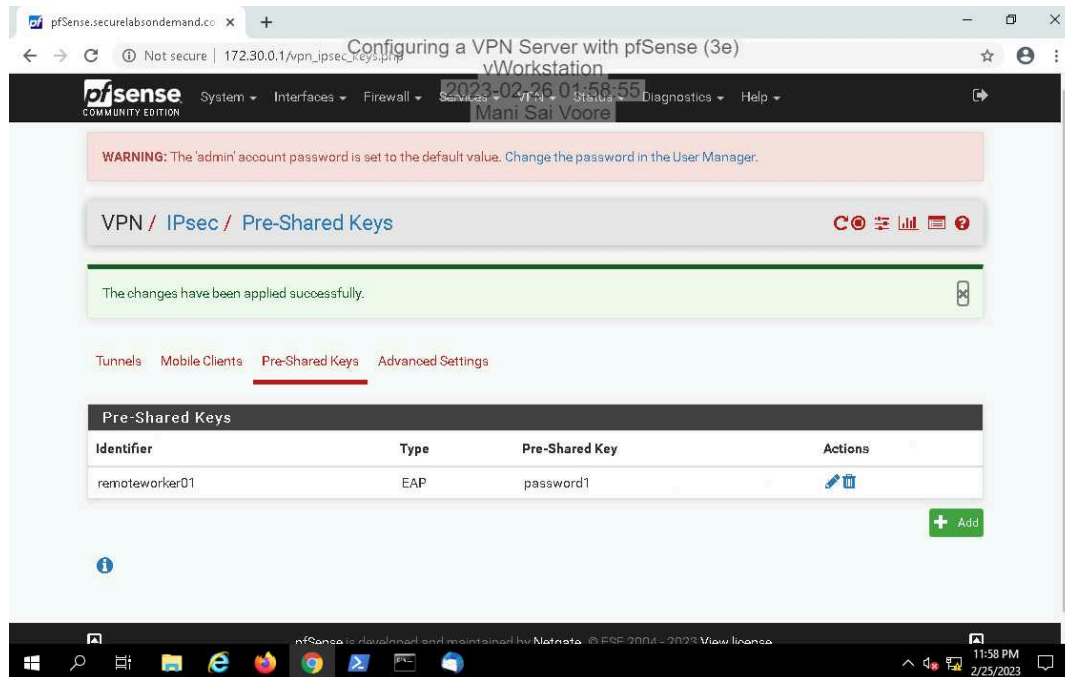 pfSense.securelabsondemand.co
Not secure | 172.30.0.1/vpn_ipsec_keys.php
Configuring a VPN Server with pfSense (3e)
vWorkstation
2023-02-26 01:58:55
Mani Sai Voore
pfsense
COMMUNITY EDITION
System Interfaces Firewall Services VPN Status Diagnostics Help
WARNING: The 'admin' account password is set to the default value. Change the password in the User Manager.
VPN / IPsec / Pre-Shared Keys
The changes have been applied successfully.
Tunnels Mobile Clients Pre-Shared Keys Advanced Settings
Pre-Shared Keys
Identifier Type Pre-Shared Key Actions
remoteworker01 EAP password1
Add
pfSense is developed and maintained by Netgate. © ESF 2004 - 2023 View license.
11:58 PM
2/25/2023